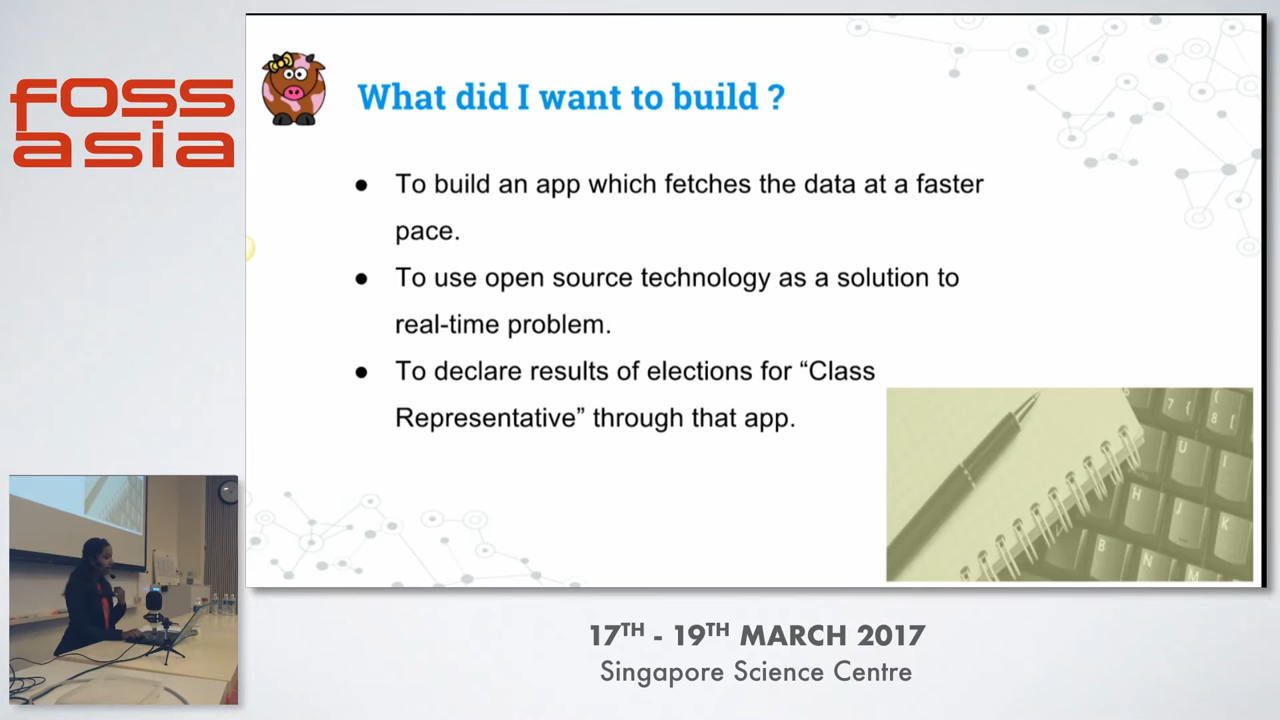 foss
asia
What did I want to build ?
● To build an app which fetches the data at a faster
pace.
● To use open source technology as a solution to
real-time problem.
● To declare results of elections for “Class
Representative” through that app.
7 {
8 [
U
I
H
J
K
B
N
M
17TH - 19TH MARCH 2017
Singapore Science Centre